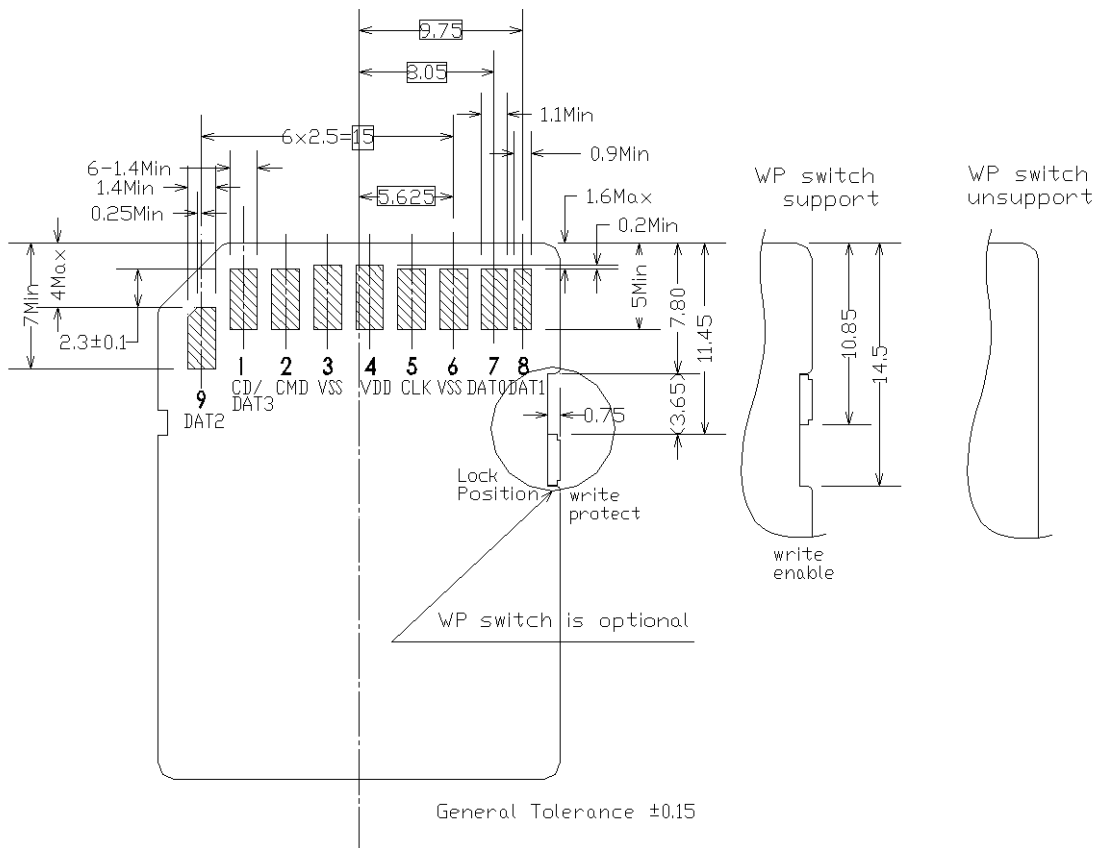 9.75
8.05
1.1Min
6×2.5=15
6-1.4Min
0.9Min
1.4Min
5.625
1.6Max
0.25Min
0.2Min
WP switch
support
WP switch
unsupport
7Min
4Max
2.3±0.1
5Min
7.80
11.45
(3.65)
0.75
10.85
14.5
1 2 3 4 5 6 7 8
CD/
DAT3
CMD
VSS
VDD
CLK
VSS
DAT0
DAT1
9
DAT2
Lock
Position
write
protect
write
enable
WP switch is optional
General Tolerance ±0.15